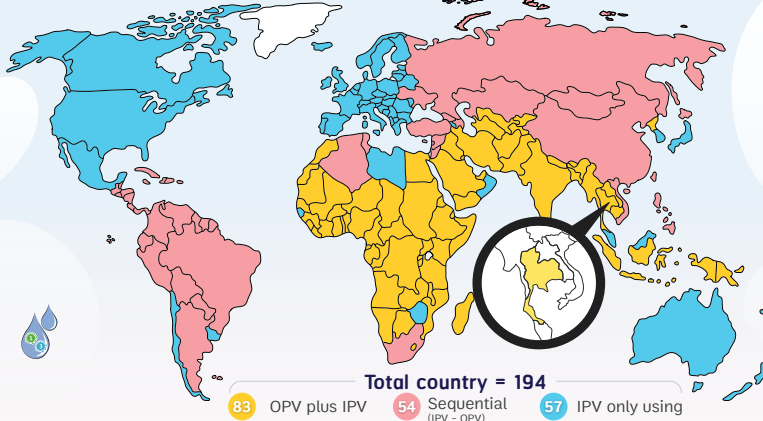 Total country = 194
83 OPV plus IPV
54 Sequential
(IPV - OPV)
57 IPV only using